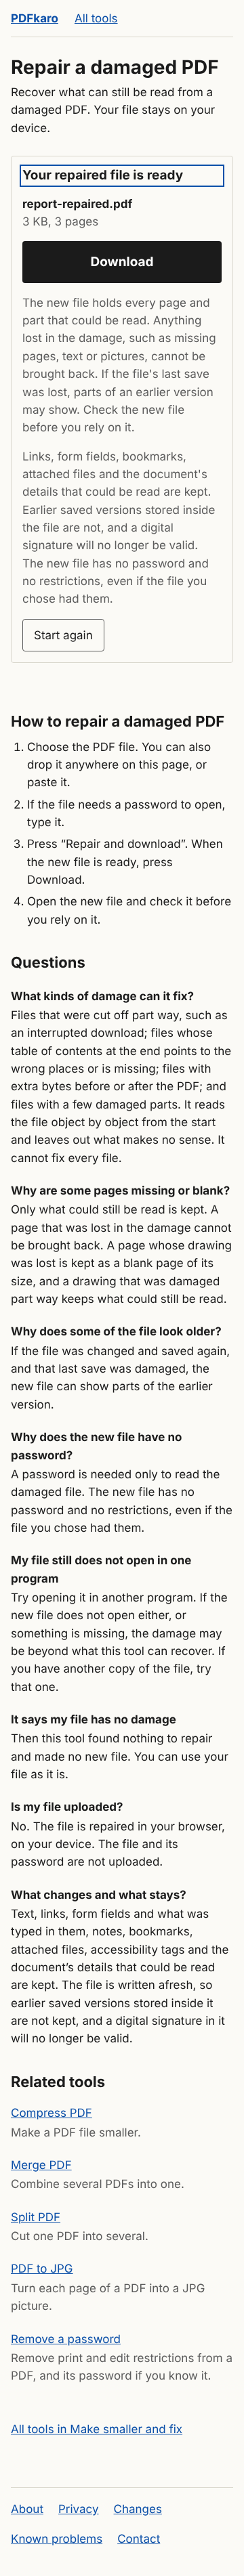 PDFkaro All tools
Repair a damaged PDF
Recover what can still be read from a
damaged PDF. Your file stays on your
device.
Your repaired file is ready
report-repaired.pdf
3 KB, 3 pages
Download
The new file holds every page and
part that could be read. Anything
lost in the damage, such as missing
pages, text or pictures, cannot be
brought back. If the file's last save
was lost, parts of an earlier version
may show. Check the new file
before you rely on it.
Links, form fields, bookmarks,
attached files and the document's
details that could be read are kept.
Earlier saved versions stored inside
the file are not, and a digital
signature will no longer be valid.
The new file has no password and
no restrictions, even if the file you
chose had them.
Start again
How to repair a damaged PDF
1. Choose the PDF file. You can also
drop it anywhere on this page, or
paste it.
2. If the file needs a password to open,
type it.
3. Press “Repair and download”. When
the new file is ready, press
Download.
4. Open the new file and check it before
you rely on it.
Questions
What kinds of damage can it fix?
Files that were cut off part way, such as
an interrupted download; files whose
table of contents at the end points to the
wrong places or is missing; files with
extra bytes before or after the PDF; and
files with a few damaged parts. It reads
the file object by object from the start
and leaves out what makes no sense. It
cannot fix every file.
Why are some pages missing or blank?
Only what could still be read is kept. A
page that was lost in the damage cannot
be brought back. A page whose drawing
was lost is kept as a blank page of its
size, and a drawing that was damaged
part way keeps what could still be read.
Why does some of the file look older?
If the file was changed and saved again,
and that last save was damaged, the
new file can show parts of the earlier
version.
Why does the new file have no
password?
A password is needed only to read the
damaged file. The new file has no
password and no restrictions, even if the
file you chose had them.
My file still does not open in one
program
Try opening it in another program. If the
new file does not open either, or
something is missing, the damage may
be beyond what this tool can recover. If
you have another copy of the file, try
that one.
It says my file has no damage
Then this tool found nothing to repair
and made no new file. You can use your
file as it is.
Is my file uploaded?
No. The file is repaired in your browser,
on your device. The file and its
password are not uploaded.
What changes and what stays?
Text, links, form fields and what was
typed in them, notes, bookmarks,
attached files, accessibility tags and the
document’s details that could be read
are kept. The file is written afresh, so
earlier saved versions stored inside it
are not kept, and a digital signature in it
will no longer be valid.
Related tools
Compress PDF
Make a PDF file smaller.
Merge PDF
Combine several PDFs into one.
Split PDF
Cut one PDF into several.
PDF to JPG
Turn each page of a PDF into a JPG
picture.
Remove a password
Remove print and edit restrictions from a
PDF, and its password if you know it.
All tools in Make smaller and fix
About Privacy Changes
Known problems Contact